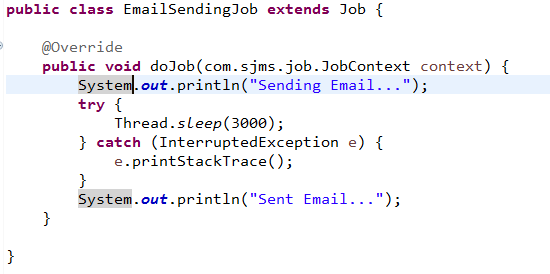 public class EmailSendingJob extends Job {
@Override
public void doJob(com.sjms.job.JobContext context) {
System.out.println("Sending Email...");
try {
Thread.sleep(3000);
} catch (InterruptedException e) {
e.printStackTrace();
}
System.out.println("Sent Email...");
}
}